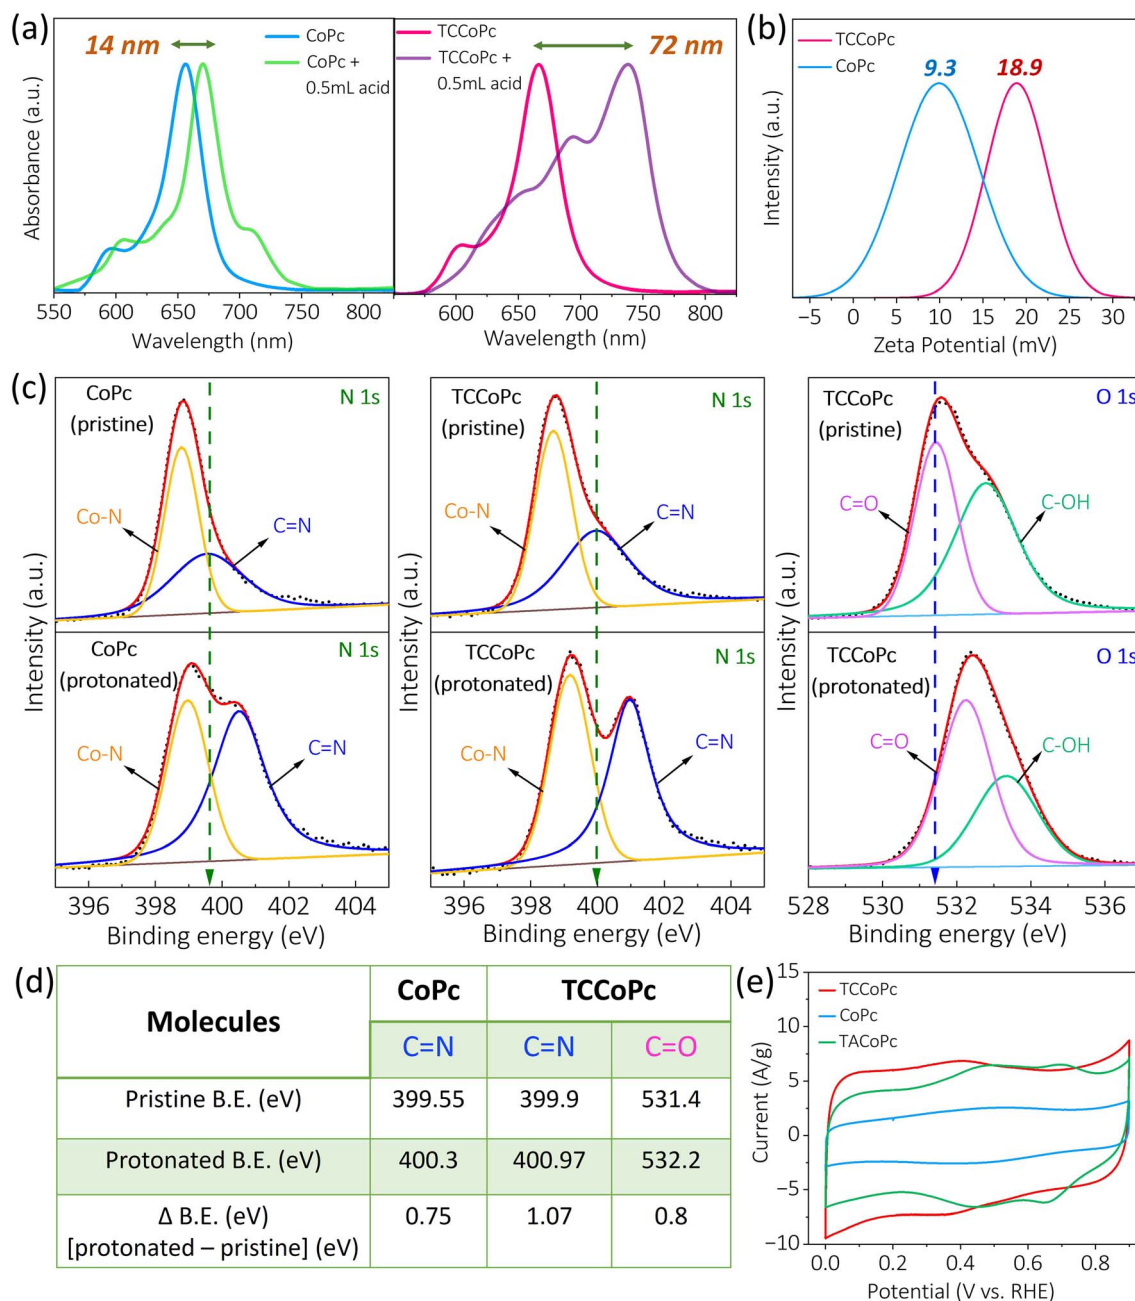 (a)
14 nm
CoPc
CoPc +
0.5mL acid
TCCoPc
TCCoPc +
0.5mL acid
72 nm
Absorbance (a.u.)
550 600 650 700 750 800
Wavelength (nm)
600 650 700 750 800
Wavelength (nm)
(b)
TCCoPc
CoPc
9.3
18.9
Intensity (a.u.)
−5 0 5 10 15 20 25 30
Zeta Potential (mV)
(c)
CoPc
(pristine)
N 1s
Co-N
C=N
CoPc
(protonated)
N 1s
Co-N
C=N
Intensity (a.u.)
396 398 400 402 404
Binding energy (eV)
TCCoPc
(pristine)
N 1s
Co-N
C=N
TCCoPc
(protonated)
N 1s
Co-N
C=N
Intensity (a.u.)
396 398 400 402 404
Binding energy (eV)
TCCoPc
(pristine)
O 1s
C=O
C-OH
TCCoPc
(protonated)
O 1s
C=O
C-OH
Intensity (a.u.)
528 530 532 534 536
Binding energy (eV)
(d)
Molecules CoPc TCCoPc
C=N C=N C=O
Pristine B.E. (eV) 399.55 399.9 531.4
Protonated B.E. (eV) 400.3 400.97 532.2
Δ B.E. (eV) 0.75 1.07 0.8
[protonated – pristine] (eV)
(e)
TCCoPc
CoPc
TACoPc
Current (A/g)
15
10
5
0
−5
−10
0.0 0.2 0.4 0.6 0.8
Potential (V vs. RHE)